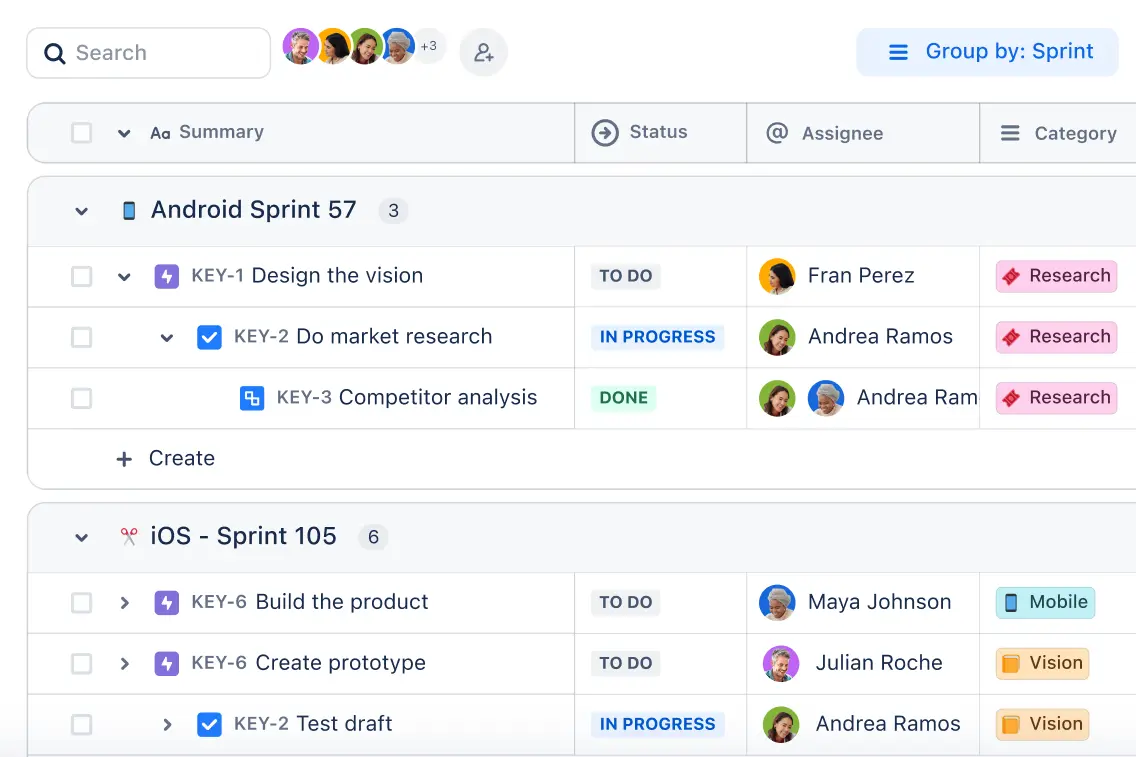 Search +3 Group by: Sprint
Aa Summary Status @ Assignee Category
Android Sprint 57 3
KEY-1 Design the vision TO DO Fran Perez Research
KEY-2 Do market research IN PROGRESS Andrea Ramos Research
KEY-3 Competitor analysis DONE Andrea Ram Research
+ Create
iOS - Sprint 105 6
KEY-6 Build the product TO DO Maya Johnson Mobile
KEY-6 Create prototype TO DO Julian Roche Vision
KEY-2 Test draft IN PROGRESS Andrea Ramos Vision